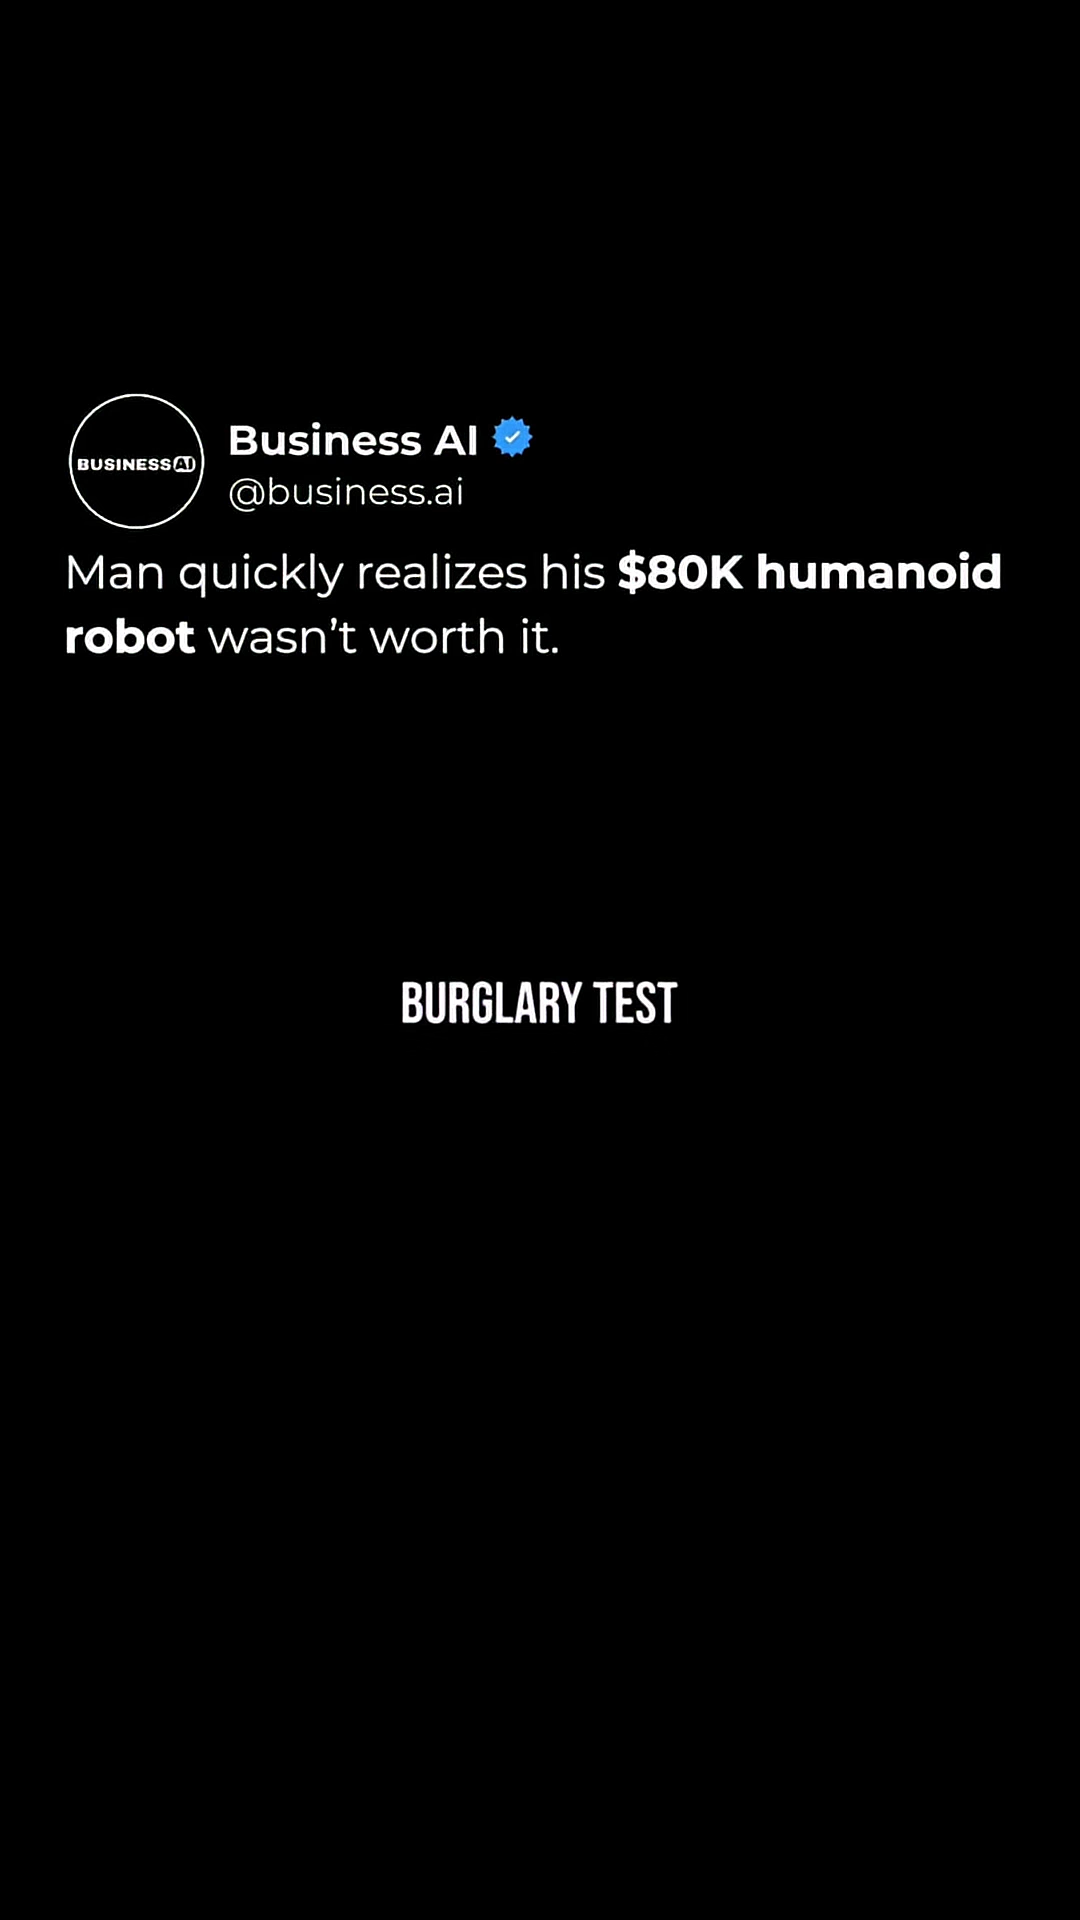 BUSINESS AI
Business AI
@business.ai
Man quickly realizes his $80K humanoid
robot wasn’t worth it.
BURGLARY TEST